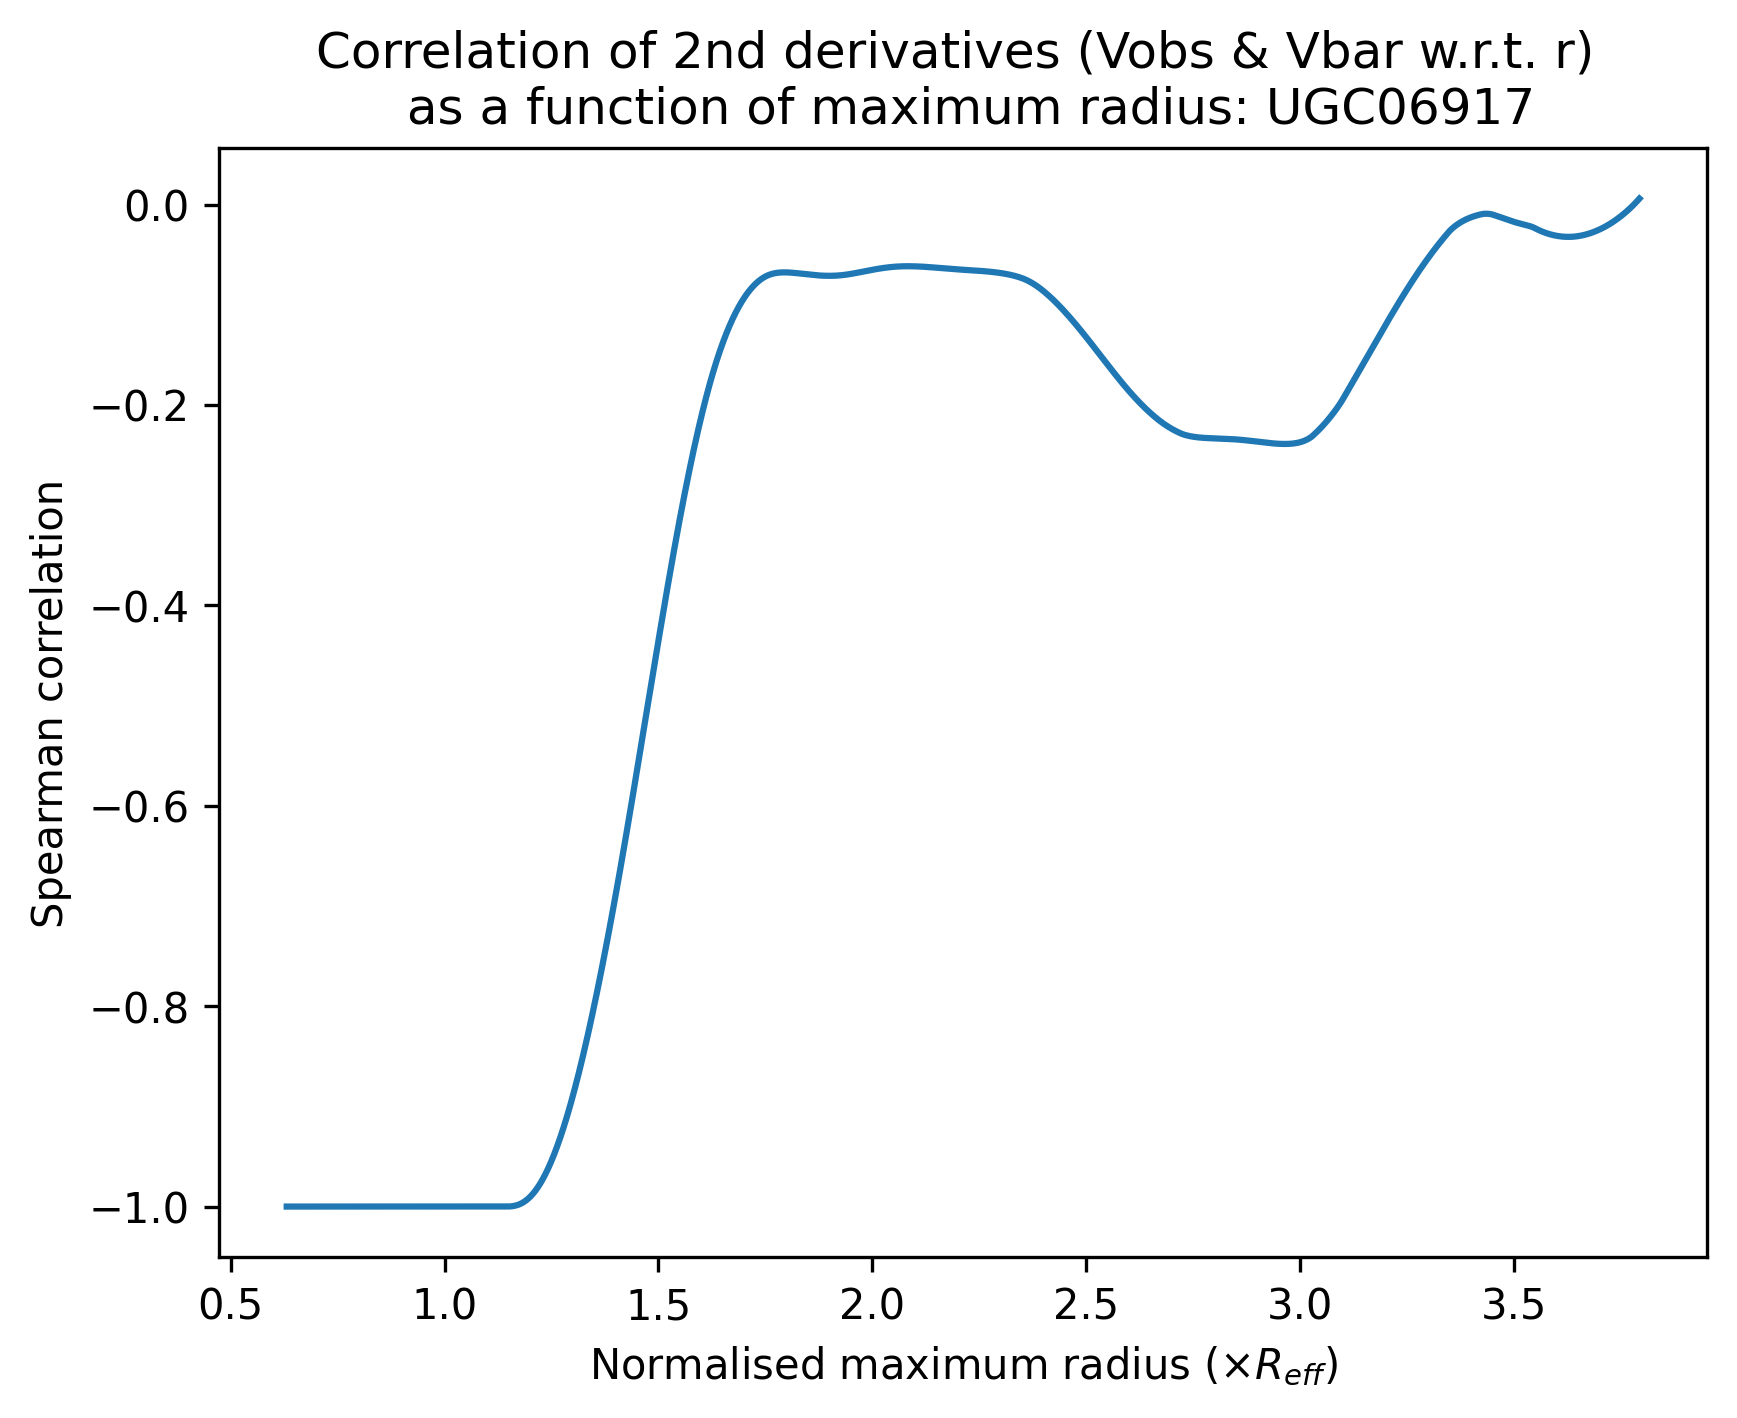 Correlation of 2nd derivatives (Vobs & Vbar w.r.t. r)
as a function of maximum radius: UGC06917
0.0
−0.2
−0.4
−0.6
−0.8
−1.0
Spearman correlation
0.5 1.0 1.5 2.0 2.5 3.0 3.5
Normalised maximum radius (×R_eff)